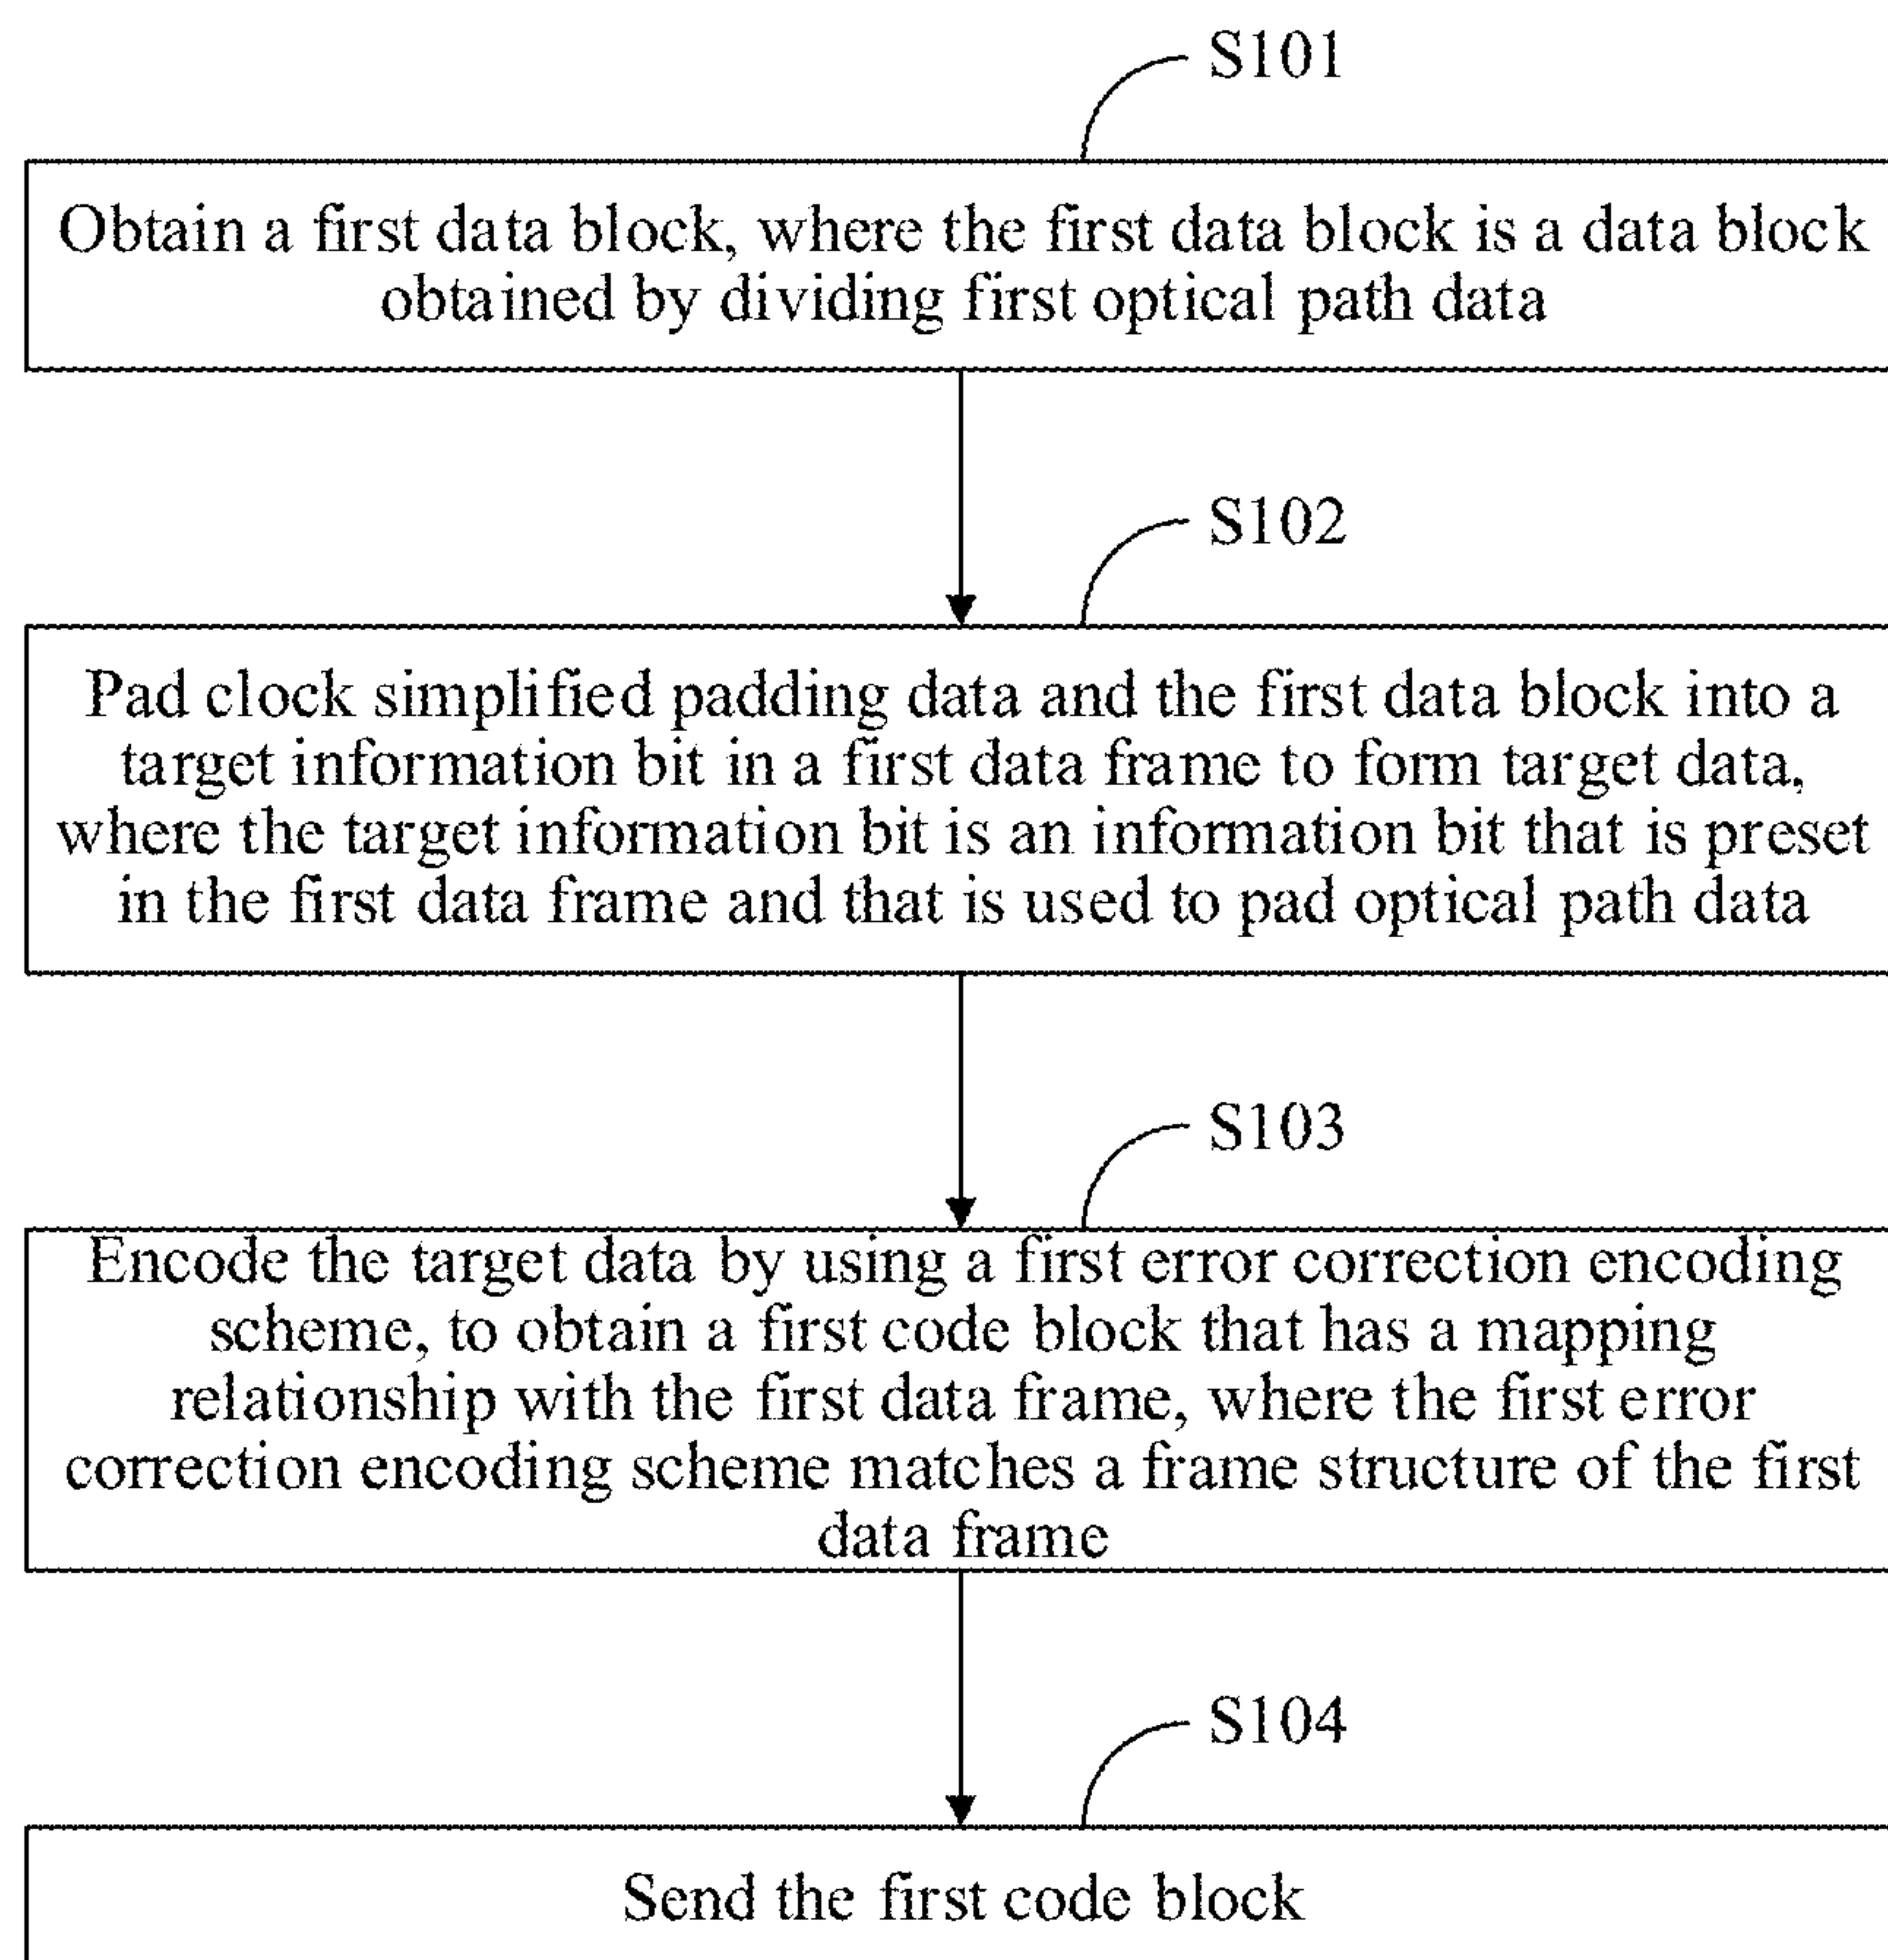 S101
Obtain a first data block, where the first data block is a data block
obtained by dividing first optical path data
S102
Pad clock simplified padding data and the first data block into a
target information bit in a first data frame to form target data,
where the target information bit is an information bit that is preset
in the first data frame and that is used to pad optical path data
S103
Encode the target data by using a first error correction encoding
scheme, to obtain a first code block that has a mapping
relationship with the first data frame, where the first error
correction encoding scheme matches a frame structure of the first
data frame
S104
Send the first code block